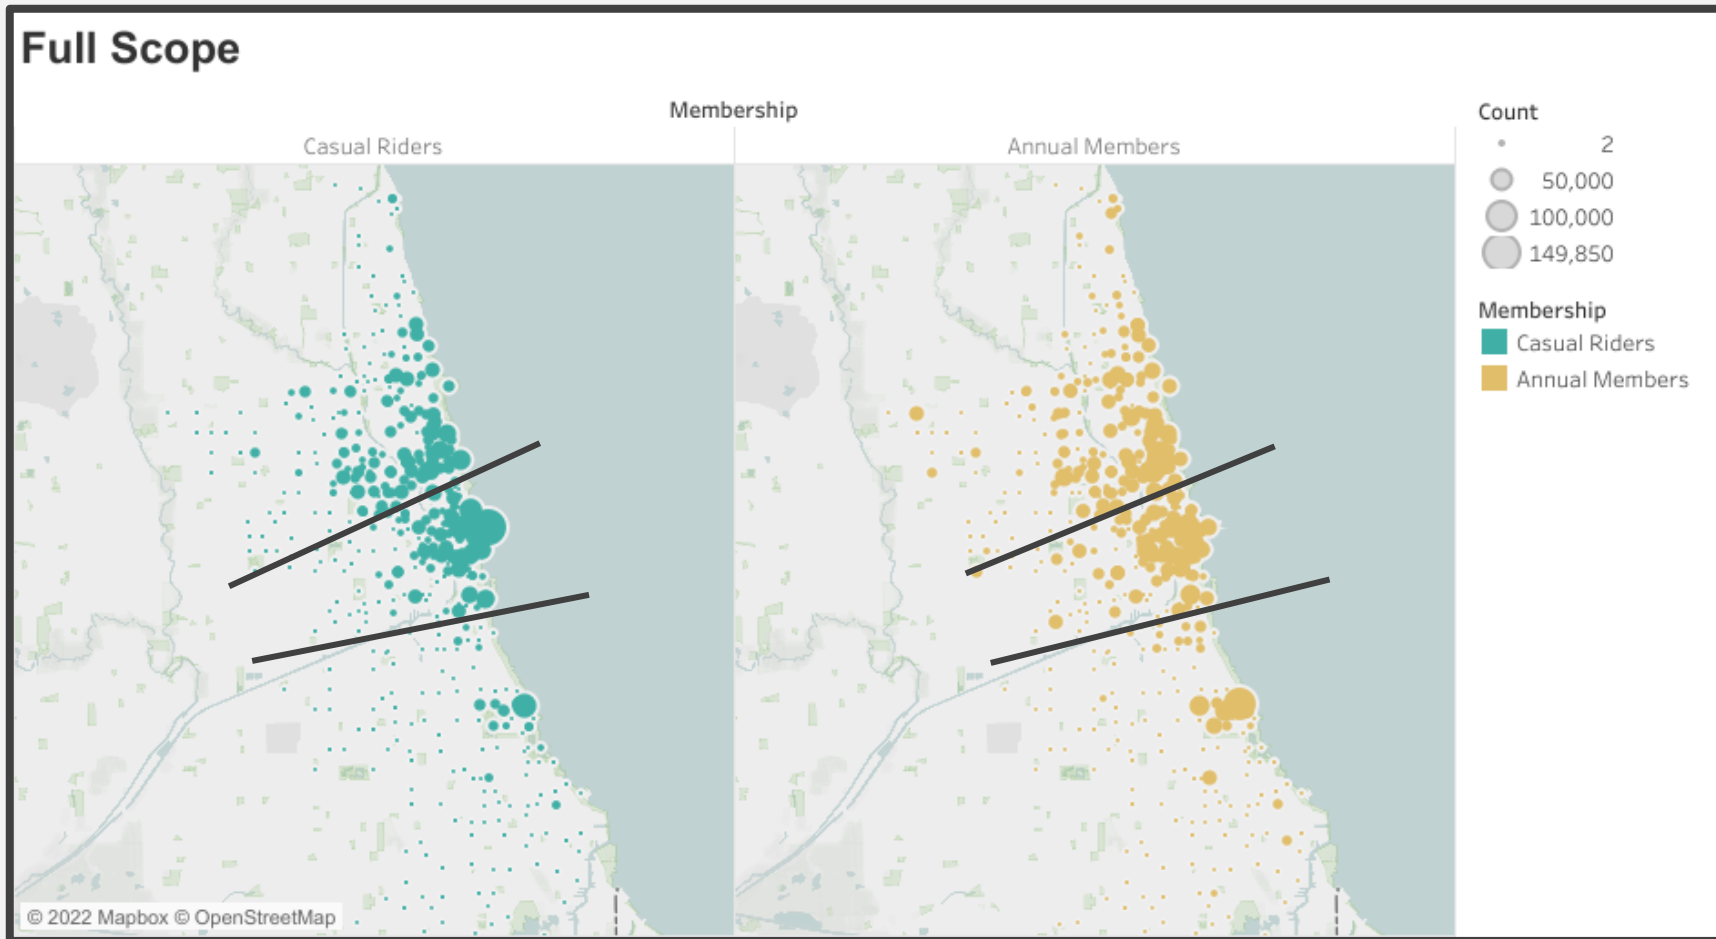 Full Scope
Membership
Casual Riders
Annual Members
Count
2
50,000
100,000
149,850
Membership
Casual Riders
Annual Members
© 2022 Mapbox © OpenStreetMap